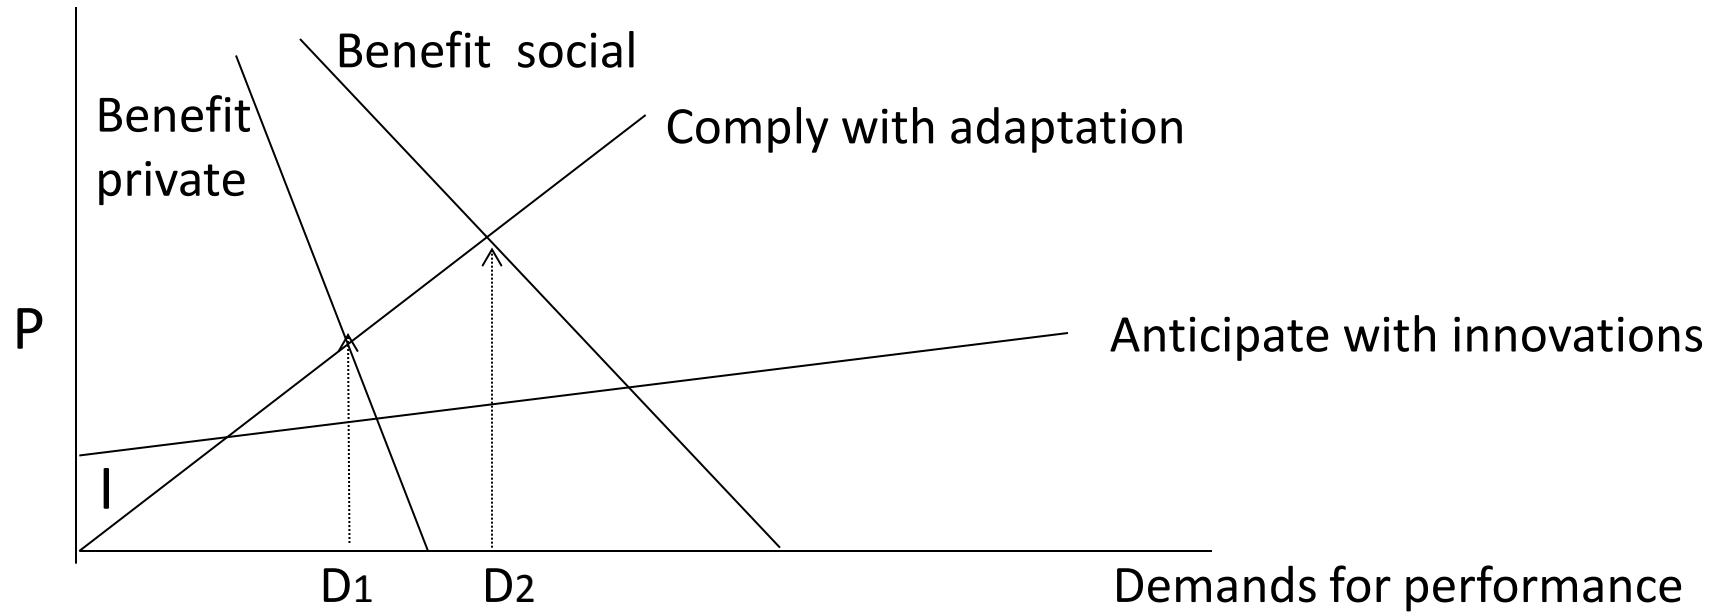 Benefit social
Benefit
private
Comply with adaptation
P
Anticipate with innovations
I
D1
D2
Demands for performance